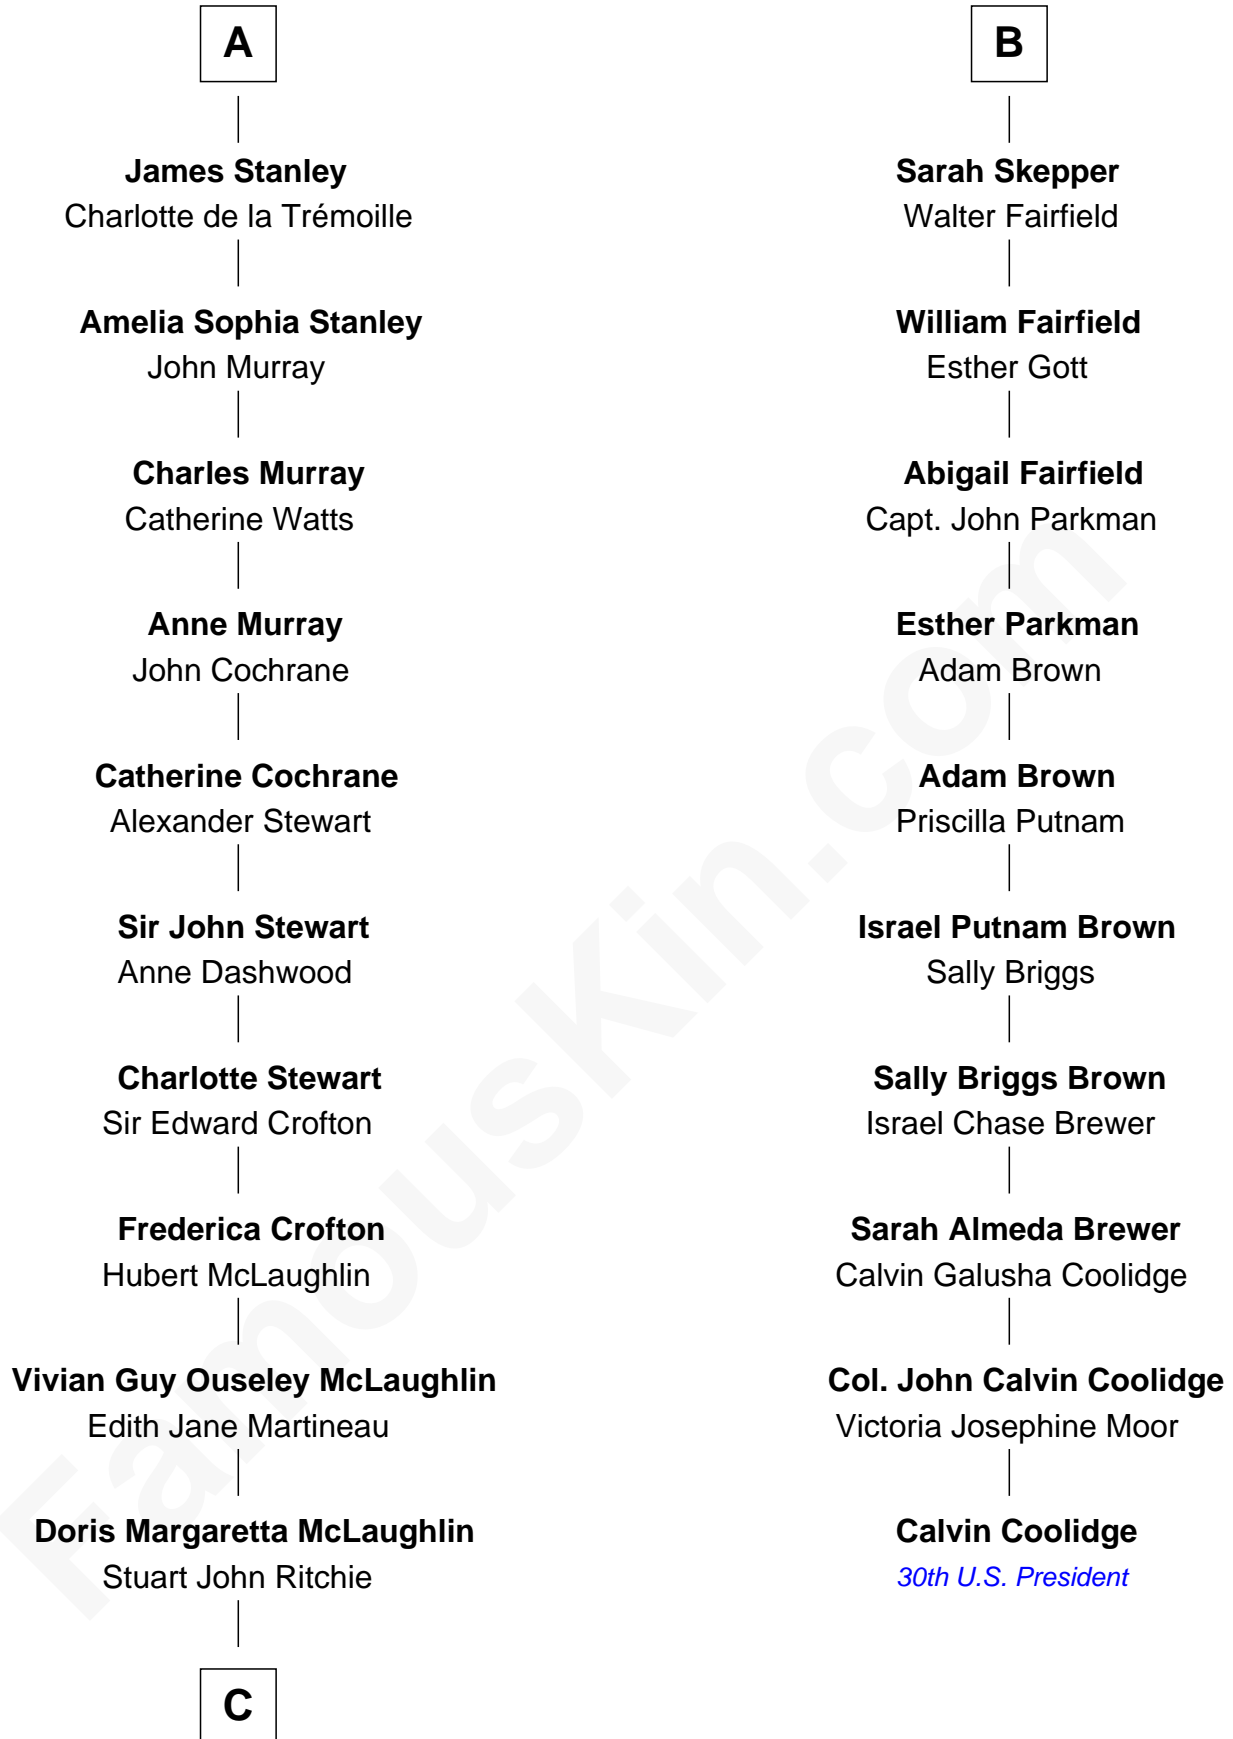 A
James Stanley
Charlotte de la Trémoille
Amelia Sophia Stanley
John Murray
Charles Murray
Catherine Watts
Anne Murray
John Cochrane
Catherine Cochrane
Alexander Stewart
Sir John Stewart
Anne Dashwood
Charlotte Stewart
Sir Edward Crofton
Frederica Crofton
Hubert McLaughlin
Vivian Guy Ouseley McLaughlin
Edith Jane Martineau
Doris Margaretta McLaughlin
Stuart John Ritchie
C
B
Sarah Skepper
Walter Fairfield
William Fairfield
Esther Gott
Abigail Fairfield
Capt. John Parkman
Esther Parkman
Adam Brown
Adam Brown
Priscilla Putnam
Israel Putnam Brown
Sally Briggs
Sally Briggs Brown
Israel Chase Brewer
Sarah Almeda Brewer
Calvin Galusha Coolidge
Col. John Calvin Coolidge
Victoria Josephine Moor
Calvin Coolidge
30th U.S. President
FamousKin.com